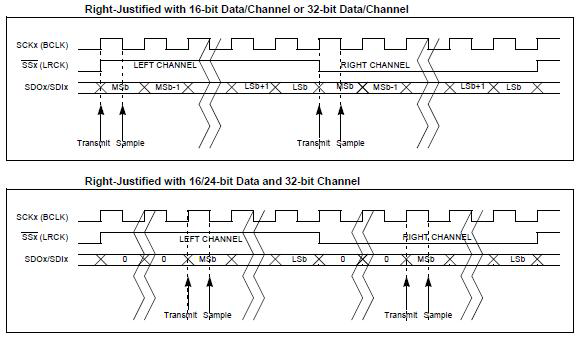 Right-Justified with 16-bit Data/Channel or 32-bit Data/Channel
SCKx (BCLK)
SSx (LRCK) LEFT CHANNEL RIGHT CHANNEL
SDOx/SDIx MSb MSb-1 LSb+1 LSb MSb MSb-1 LSb+1 LSb
Transmit Sample Transmit Sample
Right-Justified with 16/24-bit Data and 32-bit Channel
SCKx (BCLK)
SSx (LRCK) LEFT CHANNEL RIGHT CHANNEL
SDOx/SDIx 0 0 MSb LSb 0 0 MSb LSb
Transmit Sample Transmit Sample